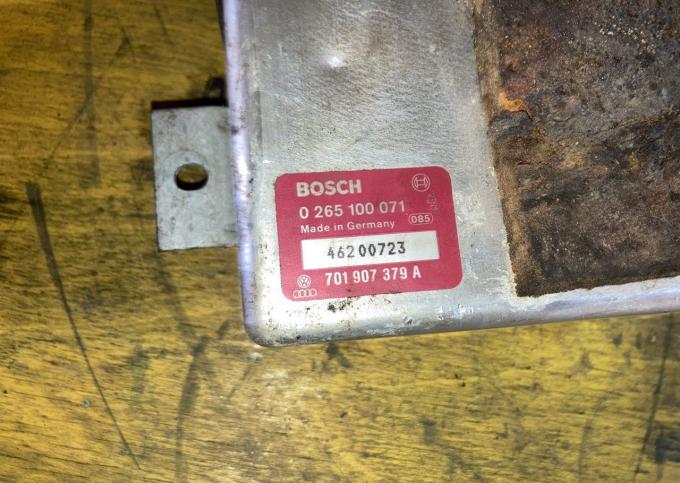 BOSCH
0 265 100 071
Made in Germany 085
46200723
701 907 379 A